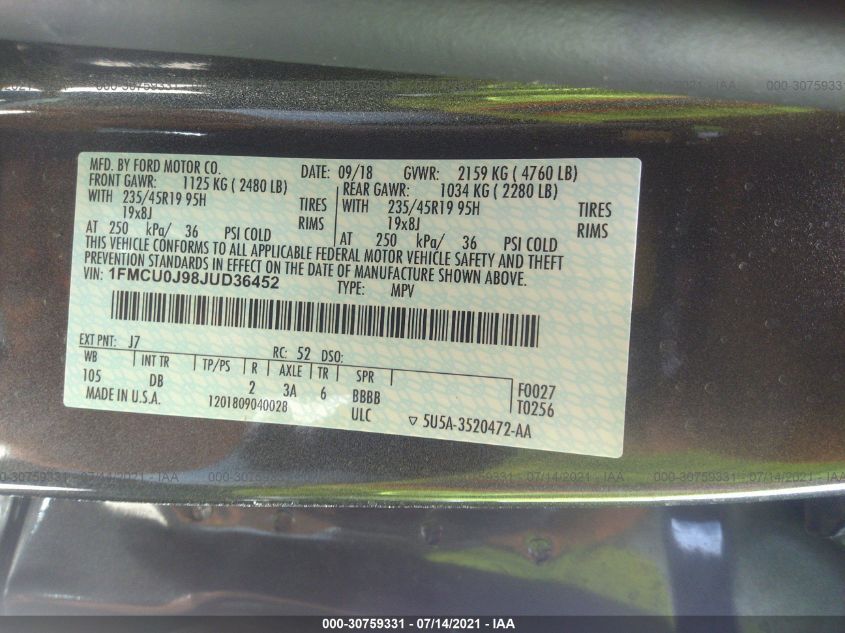 MFD. BY FORD MOTOR CO. DATE: 09/18 GVWR: 2159 KG ( 4760 LB)
FRONT GAWR: 1125 KG ( 2480 LB) REAR GAWR: 1034 KG ( 2280 LB)
WITH 235/45R19 95H TIRES WITH 235/45R19 95H TIRES
19x8J RIMS 19x8J RIMS
AT 250 kPa/ 36 PSI COLD AT 250 kPa/ 36 PSI COLD
THIS VEHICLE CONFORMS TO ALL APPLICABLE FEDERAL MOTOR VEHICLE SAFETY AND THEFT
PREVENTION STANDARDS IN EFFECT ON THE DATE OF MANUFACTURE SHOWN ABOVE.
VIN: 1FMCU0J98JUD36452 TYPE: MPV
EXT PNT: J7 RC: 52 DSO:
WB INT TR TP/PS R AXLE TR SPR
105 DB 2 3A 6 BBBB F0027
MADE IN U.S.A. 1201809040028 ULC T0256
5U5A-3520472-AA
000-30759331 - 07/14/2021 - IAA